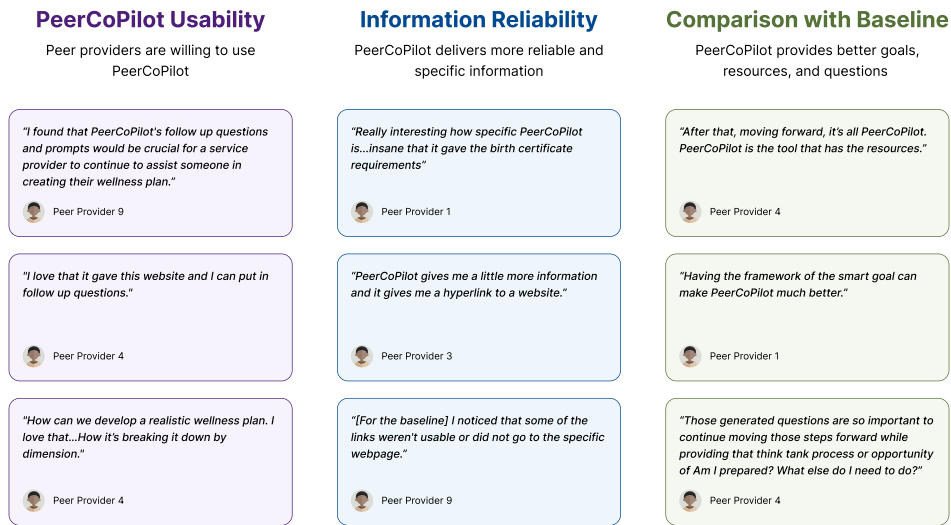 PeerCoPilot Usability
Peer providers are willing to use
PeerCoPilot
“I found that PeerCoPilot's follow up questions
and prompts would be crucial for a service
provider to continue to assist someone in
creating their wellness plan.”
Peer Provider 9
"I love that it gave this website and I can put in
follow up questions."
Peer Provider 4
"How can we develop a realistic wellness plan. I
love that...How it’s breaking it down by
dimension."
Peer Provider 4
Information Reliability
PeerCoPilot delivers more reliable and
specific information
“Really interesting how specific PeerCoPilot
is...insane that it gave the birth certificate
requirements”
Peer Provider 1
“PeerCoPilot gives me a little more information
and it gives me a hyperlink to a website.”
Peer Provider 3
“[For the baseline] I noticed that some of the
links weren't usable or did not go to the specific
webpage.”
Peer Provider 9
Comparison with Baseline
PeerCoPilot provides better goals,
resources, and questions
“After that, moving forward, it’s all PeerCoPilot.
PeerCoPilot is the tool that has the resources.”
Peer Provider 4
“Having the framework of the smart goal can
make PeerCoPilot much better.”
Peer Provider 1
“Those generated questions are so important to
continue moving those steps forward while
providing that think tank process or opportunity
of Am I prepared? What else do I need to do?”
Peer Provider 4